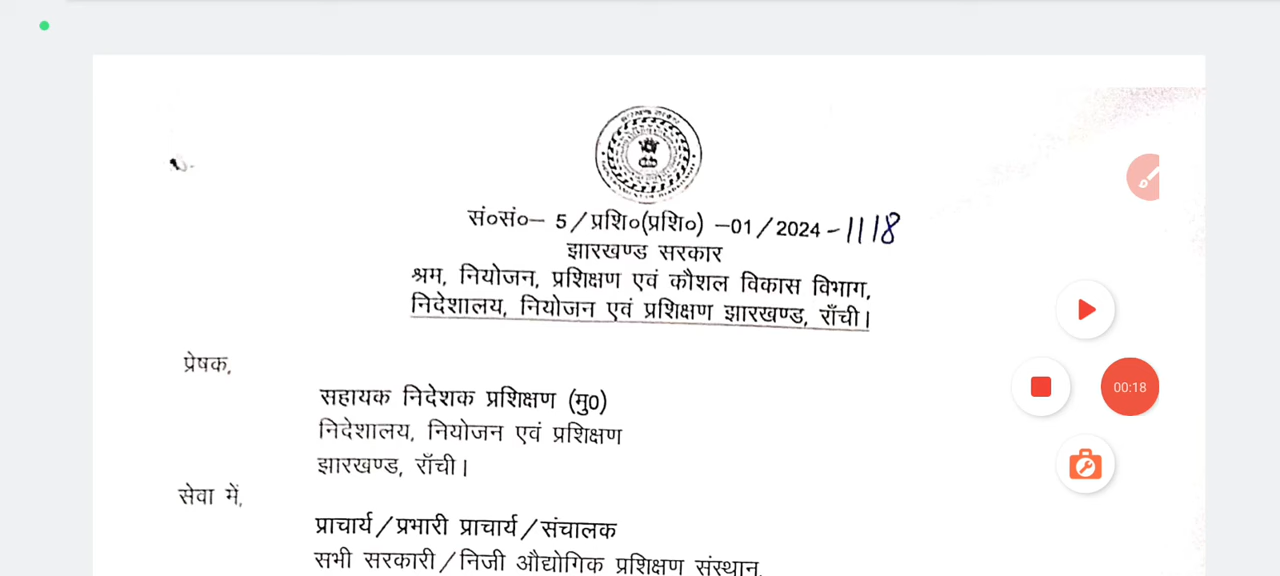 सं०सं०– 5/प्रशि०(प्रशि०) –01/2024 -1118
झारखण्ड सरकार
श्रम, नियोजन, प्रशिक्षण एवं कौशल विकास विभाग,
निदेशालय, नियोजन एवं प्रशिक्षण झारखण्ड, राँची।
प्रेषक,
सहायक निदेशक प्रशिक्षण (मु0)
निदेशालय, नियोजन एवं प्रशिक्षण
झारखण्ड, राँची।
00:18
सेवा में,
प्राचार्य/प्रभारी प्राचार्य/संचालक
सभी सरकारी/निजी औद्योगिक प्रशिक्षण संस्थान,